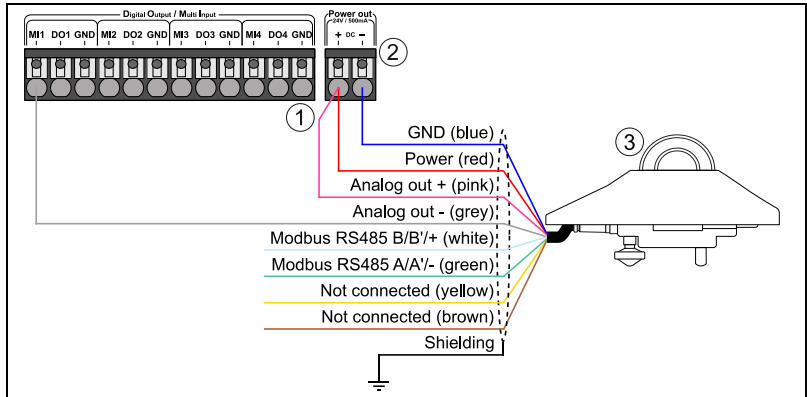 Digital Output / Multi Input
Power out
24V / 500mA
MI1 DO1 GND MI2 DO2 GND MI3 DO3 GND MI4 DO4 GND
+ DC −
2
1
3
GND (blue)
Power (red)
Analog out + (pink)
Analog out - (grey)
Modbus RS485 B/B'/+ (white)
Modbus RS485 A/A'/- (green)
Not connected (yellow)
Not connected (brown)
Shielding